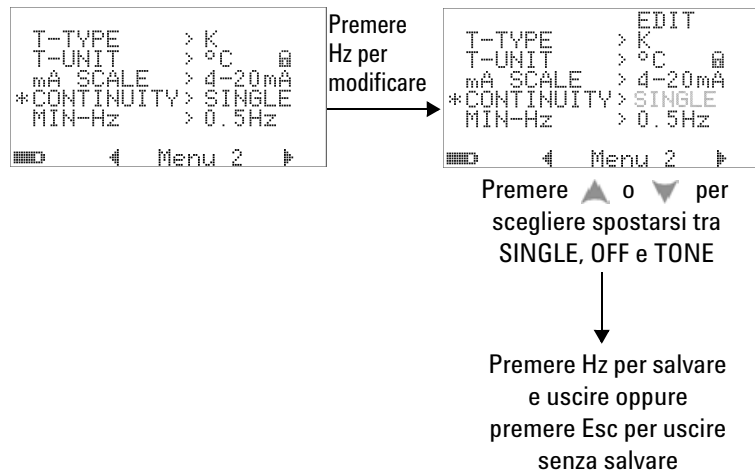 T-TYPE > K
T-UNIT > °C
mA SCALE > 4-20mA
*CONTINUITY> SINGLE
MIN-Hz > 0.5Hz
Menu 2
Premere
Hz per
modificare
EDIT
T-TYPE > K
T-UNIT > °C
mA SCALE > 4-20mA
*CONTINUITY> SINGLE
MIN-Hz > 0.5Hz
Menu 2
Premere o per
scegliere spostarsi tra
SINGLE, OFF e TONE
Premere Hz per salvare
e uscire oppure
premere Esc per uscire
senza salvare